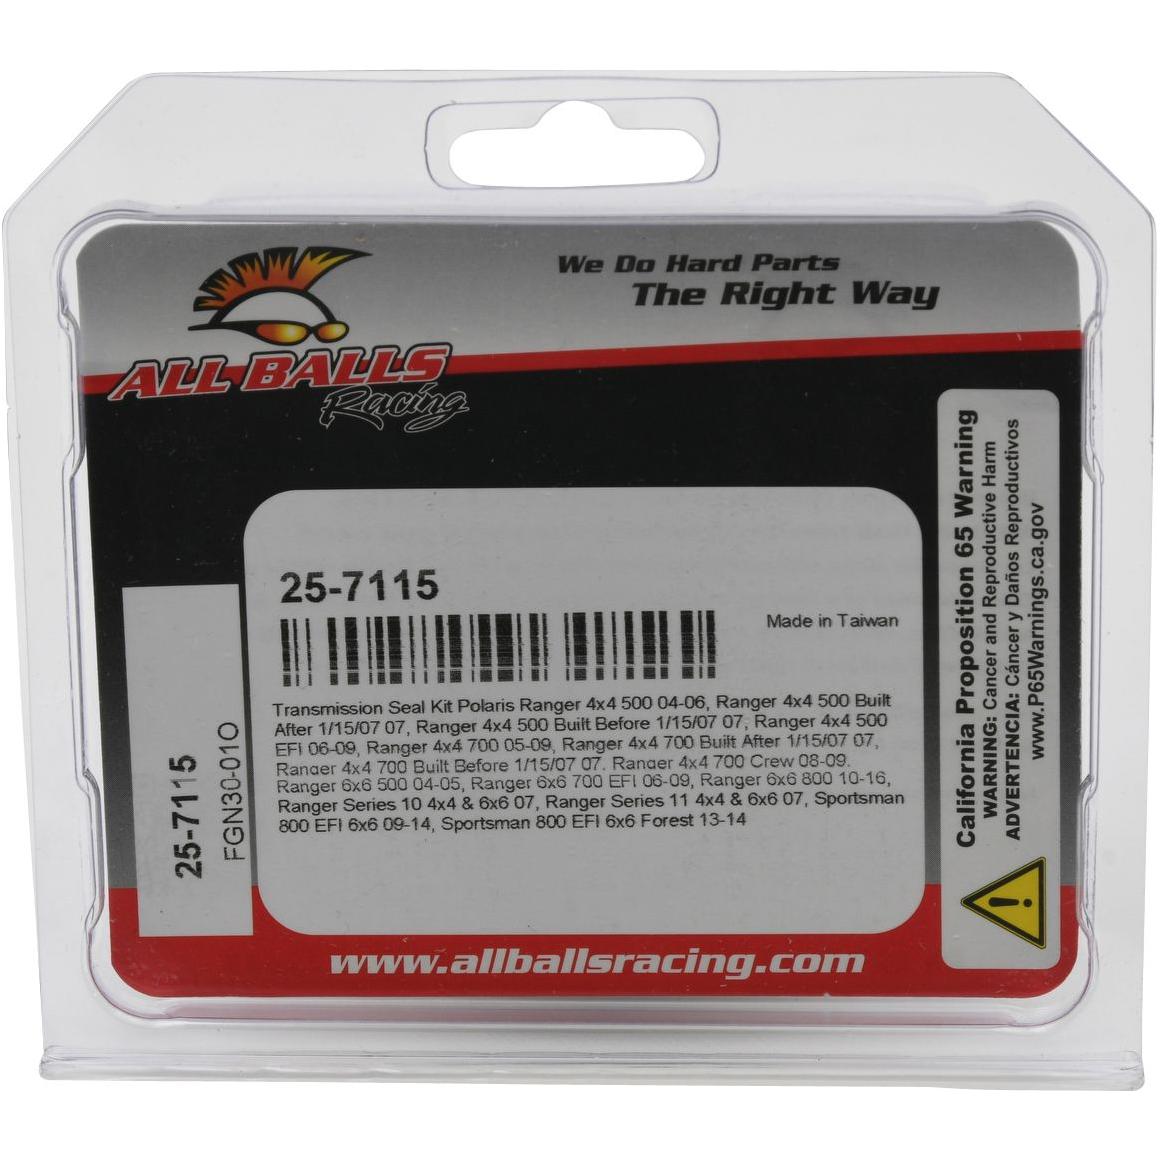 We Do Hard Parts
The Right Way
ALL BALLS
Racing
25-7115
Made in Taiwan
Transmission Seal Kit Polaris Ranger 4x4 500 04-06, Ranger 4x4 500 Built
After 1/15/07 07, Ranger 4x4 500 Built Before 1/15/07 07, Ranger 4x4 500
EFI 06-09, Ranger 4x4 700 05-09, Ranger 4x4 700 Built After 1/15/07 07,
Ranger 4x4 700 Built Before 1/15/07 07. Ranger 4x4 700 Crew 08-09.
Ranger 6x6 500 04-05, Ranger 6x6 700 EFI 06-09, Ranger 6x6 800 10-16,
Ranger Series 10 4x4 & 6x6 07, Ranger Series 11 4x4 & 6x6 07, Sportsman
800 EFI 6x6 09-14, Sportsman 800 EFI 6x6 Forest 13-14
25-7115
FGN30-01O
California Proposition 65 Warning
WARNING: Cancer and Reproductive Harm
ADVERTENCIA: Cáncer y Daños Reproductivos
www.P65Warnings.ca.gov
www.allballsracing.com